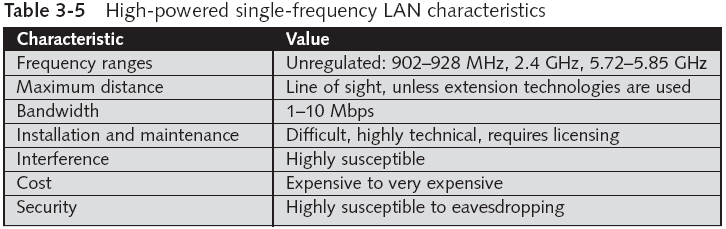 Table 3-5 High-powered single-frequency LAN characteristics
Characteristic Value
Frequency ranges Unregulated: 902–928 MHz, 2.4 GHz, 5.72–5.85 GHz
Maximum distance Line of sight, unless extension technologies are used
Bandwidth 1–10 Mbps
Installation and maintenance Difficult, highly technical, requires licensing
Interference Highly susceptible
Cost Expensive to very expensive
Security Highly susceptible to eavesdropping